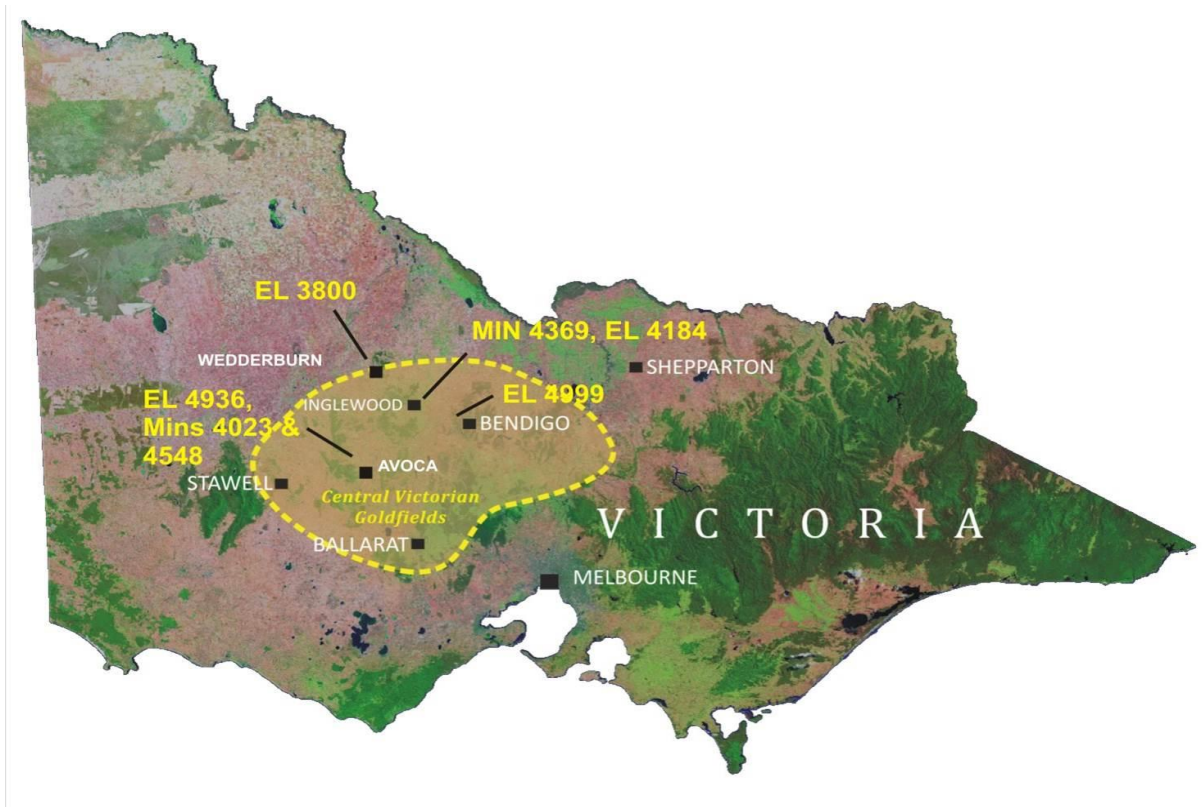 EL 3800
MIN 4369, EL 4184
WEDDERBURN
SHEPPARTON
EL 4936,
Mins 4023 &
4548
INGLEWOOD
EL 4999
BENDIGO
AVOCA
STAWELL
Central Victorian
Goldfields
VICTORIA
BALLARAT
MELBOURNE